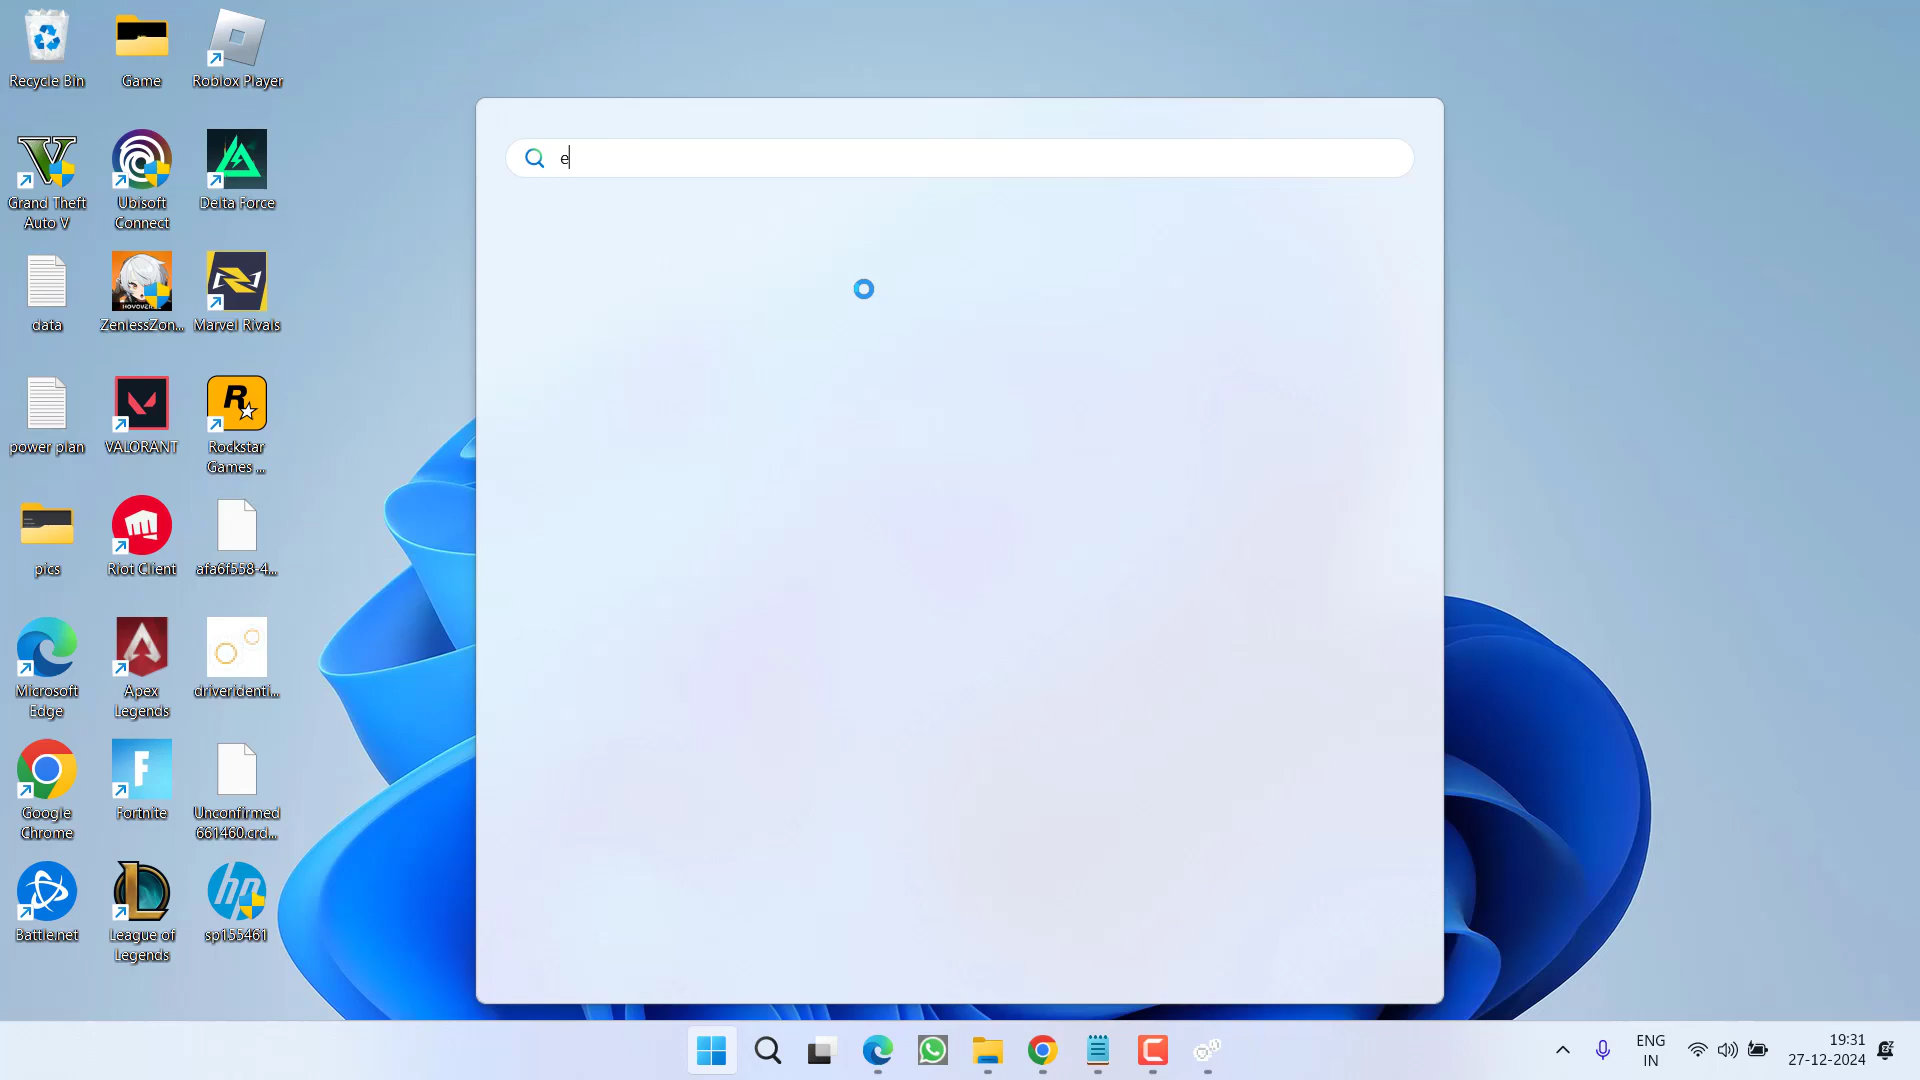 Recycle Bin
Game
Roblox Player
Grand Theft
Auto V
Ubisoft
Connect
Delta Force
data
ZenlessZon...
Marvel Rivals
power plan
VALORANT
Rockstar
Games ...
pics
Riot Client
afa6f558-4...
Microsoft
Edge
Apex
Legends
driveridenti...
Google
Chrome
Fortnite
Unconfirmed
661460.crd...
Battle.net
League of
Legends
sp155461
e
ENG
IN
19:31
27-12-2024